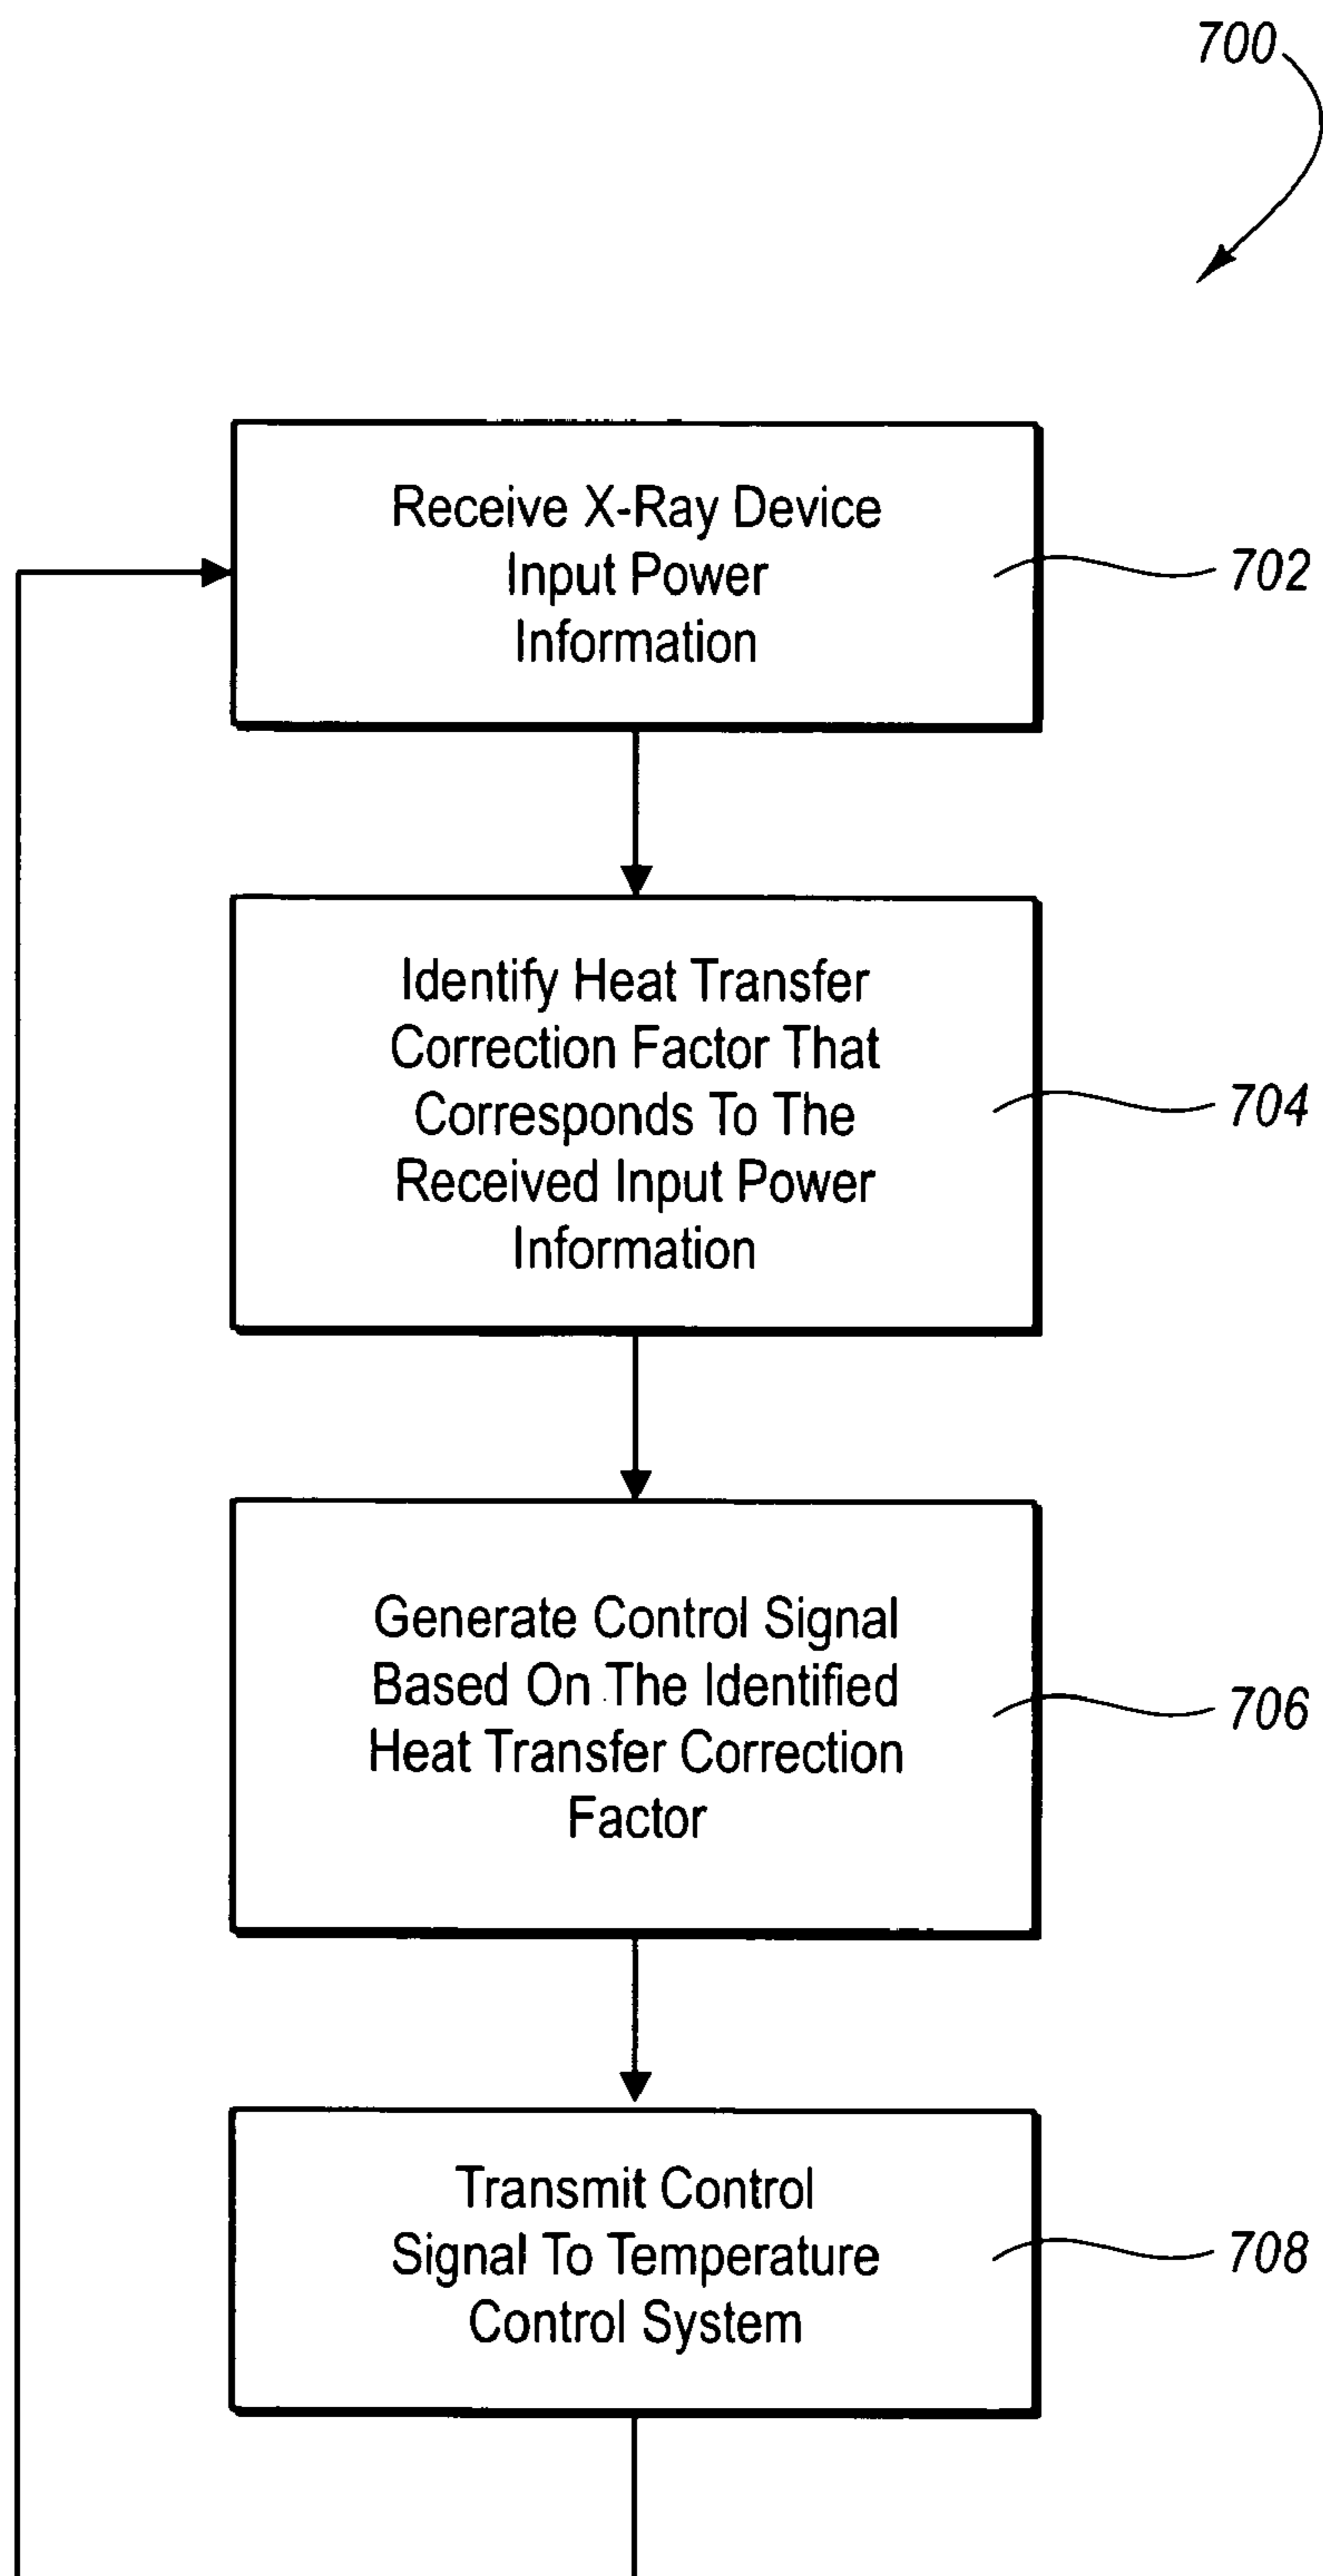 700
Receive X-Ray Device
Input Power
Information
702
Identify Heat Transfer
Correction Factor That
Corresponds To The
Received Input Power
Information
704
Generate Control Signal
Based On The Identified
Heat Transfer Correction
Factor
706
Transmit Control
Signal To Temperature
Control System
708